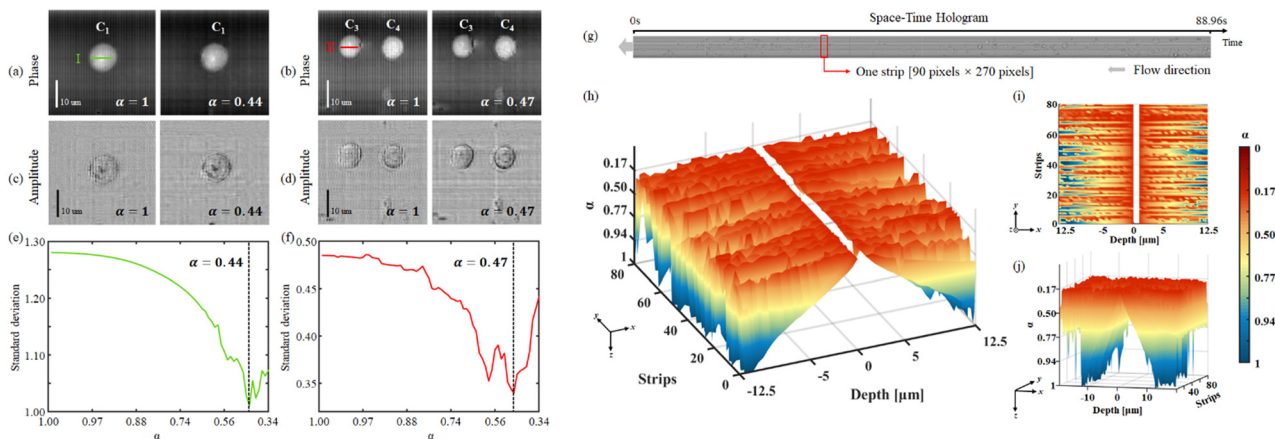 C₁
C₁
I
(a)
Phase
10 um
α = 1
α = 0.44
C₃
C₄
C₃
C₄
II
(b)
Phase
10 um
α = 1
α = 0.47
(c)
Amplitude
10 um
α = 1
α = 0.44
(d)
Amplitude
10 um
α = 1
α = 0.47
(e)
1.30
1.20
1.10
1.00
Standard deviation
α = 0.44
1.00
0.97
0.90
0.74
0.56
0.34
α
(f)
0.50
0.45
0.40
0.35
Standard deviation
α = 0.47
1.00
0.97
0.90
0.74
0.56
0.34
α
Space-Time Hologram
0s
88.96s
Time
(g)
One strip [90 pixels × 270 pixels]
Flow direction
(h)
α
0.17
0.50
0.77
0.94
1
80
60
40
20
0
Strips
-12.5
-5
0
5
12.5
Depth [µm]
y
x
z
(i)
80
60
40
20
0
Strips
12.5
-5
0
5
12.5
Depth [µm]
y
z
x
α
0
0.17
0.50
0.77
0.94
1
(j)
0.17
0.50
0.94
1
α
-10
0
10
Depth [µm]
40
80
Strips
y
x
z